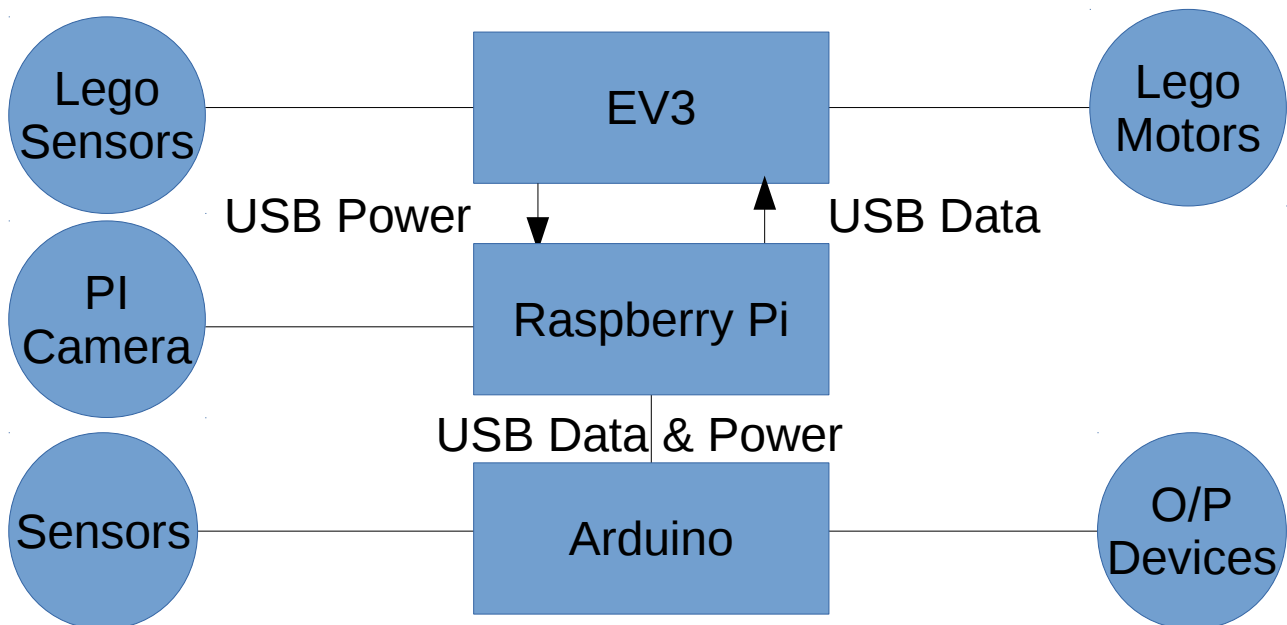 Lego
Sensors
EV3
Lego
Motors
USB Power
USB Data
PI
Camera
Raspberry Pi
USB Data & Power
Sensors
Arduino
O/P
Devices